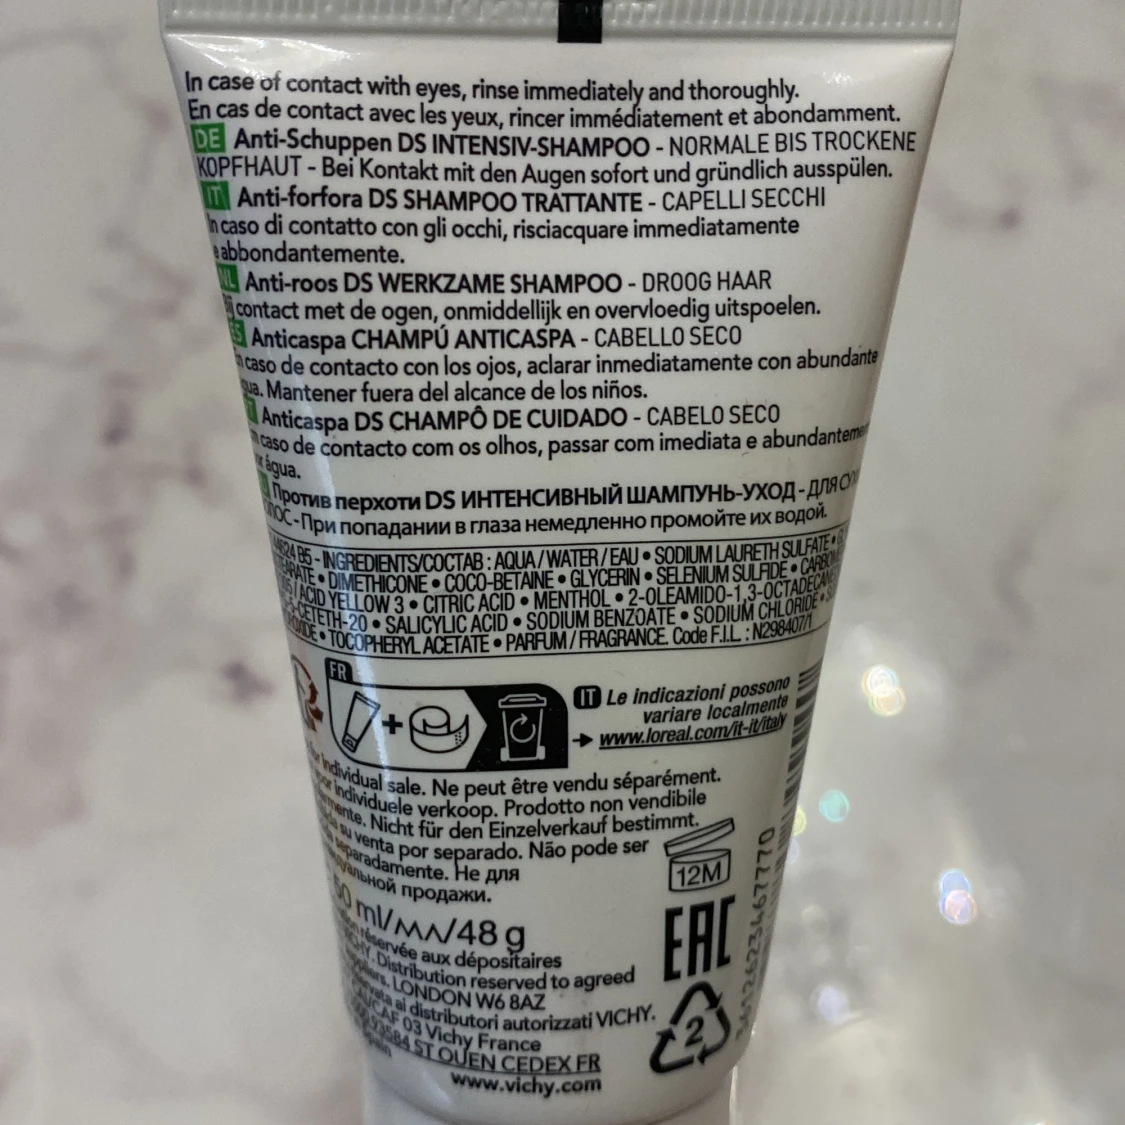 In case of contact with eyes, rinse immediately and thoroughly.
En cas de contact avec les yeux, rincer immédiatement et abondamment.
DE Anti-Schuppen DS INTENSIV-SHAMPOO - NORMALE BIS TROCKENE
KOPFHAUT - Bei Kontakt mit den Augen sofort und gründlich ausspülen.
IT Anti-forfora DS SHAMPOO TRATTANTE - CAPELLI SECCHI
In caso di contatto con gli occhi, risciacquare immediatamente
e abbondantemente.
NL Anti-roos DS WERKZAME SHAMPOO - DROOG HAAR
Bij contact met de ogen, onmiddellijk en overvloedig uitspoelen.
ES Anticaspa CHAMPÚ ANTICASPA - CABELLO SECO
caso de contacto con los ojos, aclarar inmediatamente con abundante
Mantener fuera del alcance de los niños.
Anticaspa DS CHAMPÔ DE CUIDADO - CABELO SECO
caso de contacto com os olhos, passar com imediata e
água.
Против перхоти DS ИНТЕНСИВНЫЙ ШАМПУНЬ-УХОД - ДЛЯ
При попадании в глаза немедленно промойте их водой.
B5 - INGREDIENTS/СОСТАВ : AQUA / WATER / EAU • SODIUM LAURETH SULFATE •
• DIMETHICONE • COCO-BETAINE • GLYCERIN • SELENIUM SULFIDE •
/ ACID YELLOW 3 • CITRIC ACID • MENTHOL • 2-OLEAMIDO-1,3-OCTADECANE
• SALICYLIC ACID • SODIUM BENZOATE • SODIUM CHLORIDE •
• TOCOPHERYL ACETATE • PARFUM / FRAGRANCE. Code F.I.L. : N298407/1
FR
+
IT Le indicazioni possono
variare localmente
www.loreal.com/it-it/italy
for individual sale. Ne peut être vendu séparément.
individuele verkoop. Prodotto non vendibile
Nicht für den Einzelverkauf bestimmt.
su venta por separado. Não pode ser
separadamente. Не для
продажи.
12M
50 ml/мл/48 g
EAC
réservée aux dépositaires
Distribution reserved to agreed
LONDON W6 8AZ
ai distributori autorizzati VICHY.
CAF 03 Vichy France
93584 ST OUEN CEDEX FR
www.vichy.com
2